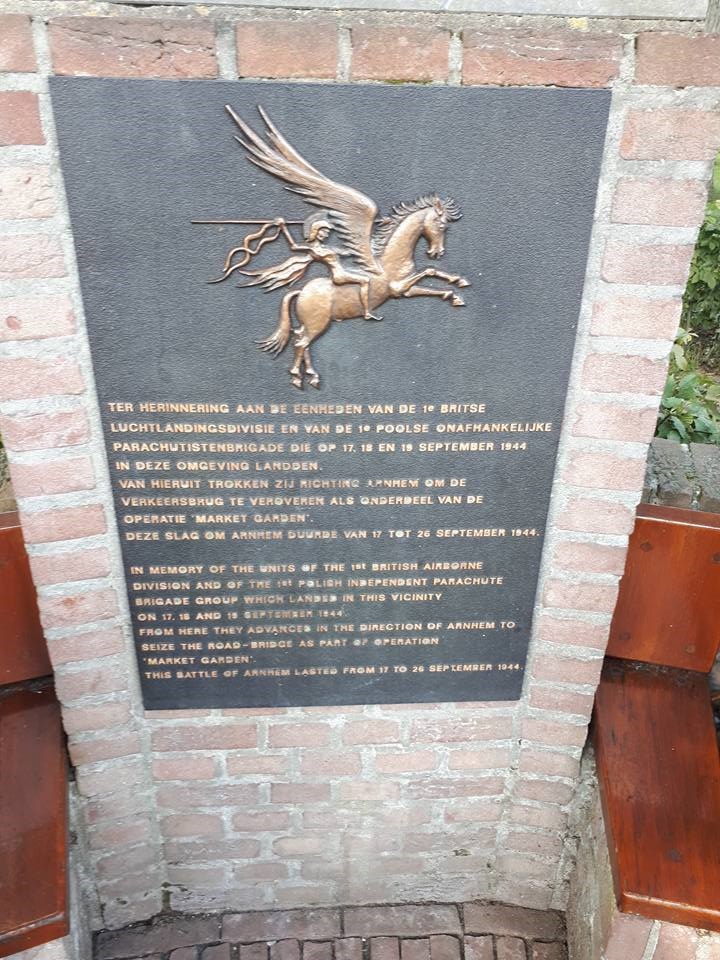 TER HERINNERING AAN DE EENHEDEN VAN DE 1e BRITSE
LUCHTLANDINGSDIVISIE EN VAN DE 1e POOLSE ONAFHANKELIJKE
PARACHUTISTENBRIGADE DIE OP 17, 18 EN 19 SEPTEMBER 1944
IN DEZE OMGEVING LANDDEN.
VAN HIERUIT TROKKEN ZIJ RICHTING ARNHEM OM DE
VERKEERSBRUG TE VEROVEREN ALS ONDERDEEL VAN DE
OPERATIE 'MARKET GARDEN'.
DEZE SLAG OM ARNHEM DUURDE VAN 17 TOT 26 SEPTEMBER 1944.
IN MEMORY OF THE UNITS OF THE 1st BRITISH AIRBORNE
DIVISION AND OF THE 1st POLISH INDEPENDENT PARACHUTE
BRIGADE GROUP WHICH LANDED IN THIS VICINITY
ON 17, 18 AND 19 SEPTEMBER 1944.
FROM HERE THEY ADVANCED IN THE DIRECTION OF ARNHEM TO
SEIZE THE ROAD-BRIDGE AS PART OF OPERATION
'MARKET GARDEN'.
THIS BATTLE OF ARNHEM LASTED FROM 17 TO 26 SEPTEMBER 1944.